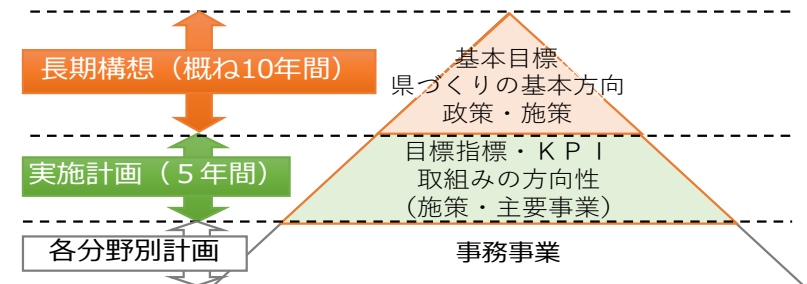 長期構想（概ね10年間）
基本目標
県づくりの基本方向
政策・施策
実施計画（５年間）
目標指標・ＫＰＩ
取組みの方向性
（施策・主要事業）
各分野別計画
事務事業